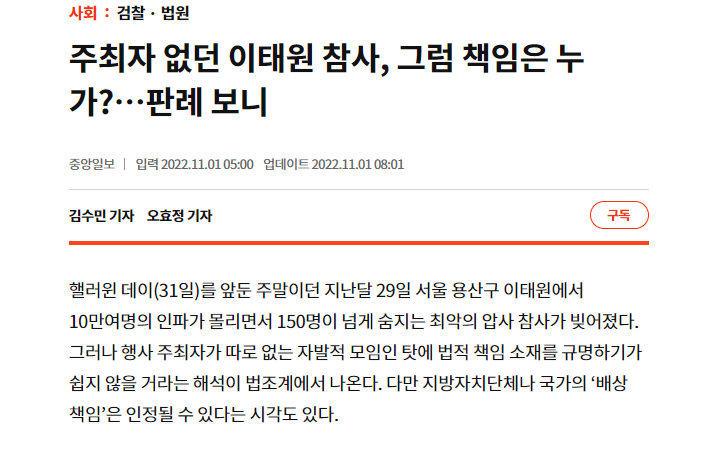 사회 : 검찰 · 법원
주최자 없던 이태원 참사, 그럼 책임은 누
가?…판례 보니
중앙일보 | 입력 2022.11.01 05:00 업데이트 2022.11.01 08:01
김수민 기자 오효정 기자
구독
핼러윈 데이(31일)를 앞둔 주말이던 지난달 29일 서울 용산구 이태원에서
10만여명의 인파가 몰리면서 150명이 넘게 숨지는 최악의 압사 참사가 빚어졌다.
그러나 행사 주최자가 따로 없는 자발적 모임인 탓에 법적 책임 소재를 규명하기가
쉽지 않을 거라는 해석이 법조계에서 나온다. 다만 지방자치단체나 국가의 ‘배상
책임’은 인정될 수 있다는 시각도 있다.